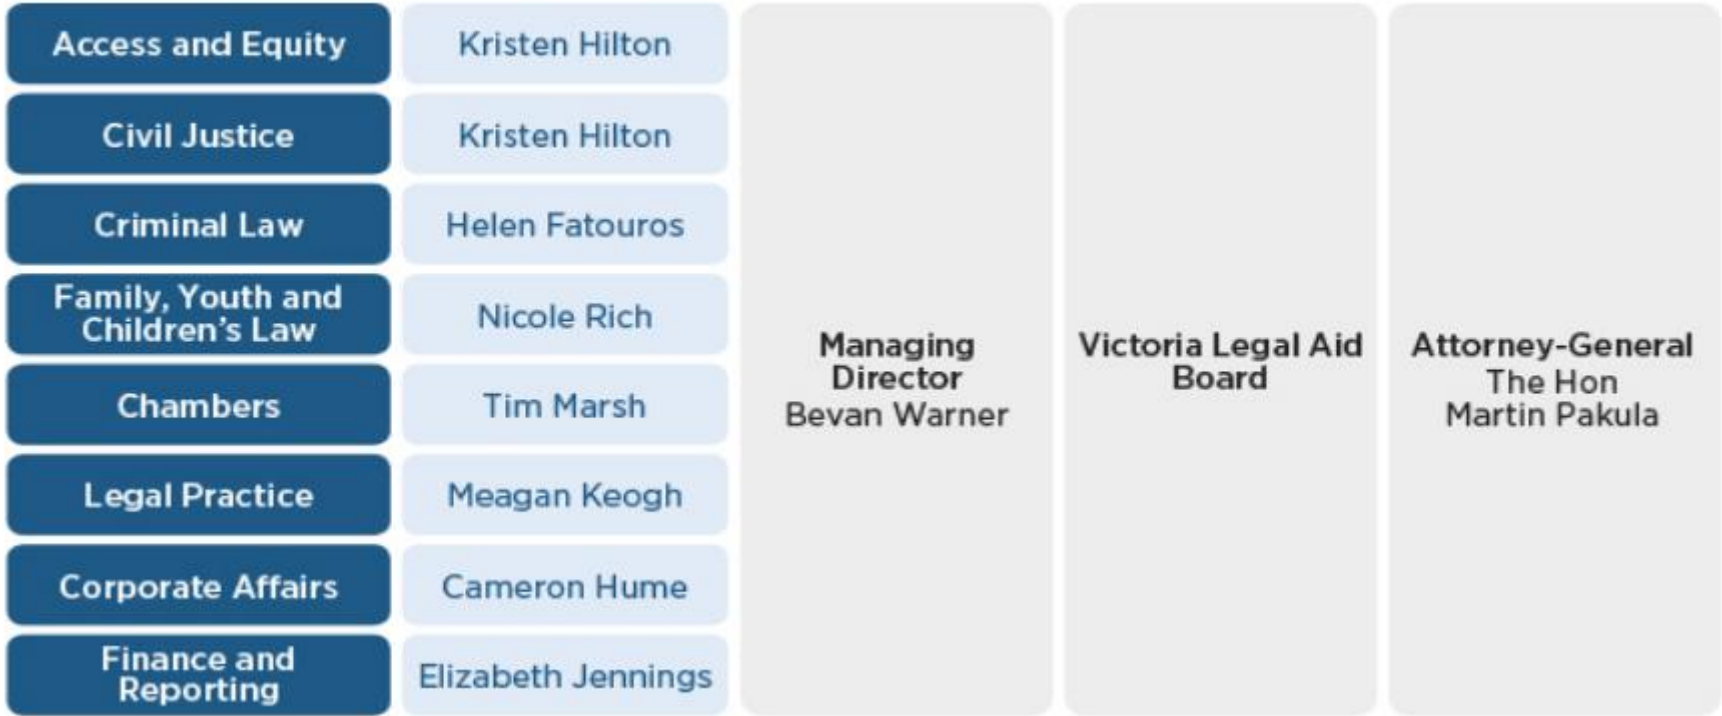 Access and Equity
Kristen Hilton
Civil Justice
Kristen Hilton
Criminal Law
Helen Fatouros
Family, Youth and
Children's Law
Nicole Rich
Chambers
Tim Marsh
Legal Practice
Meagan Keogh
Corporate Affairs
Cameron Hume
Finance and
Reporting
Elizabeth Jennings
Managing
Director
Bevan Warner
Victoria Legal Aid
Board
Attorney-General
The Hon
Martin Pakula